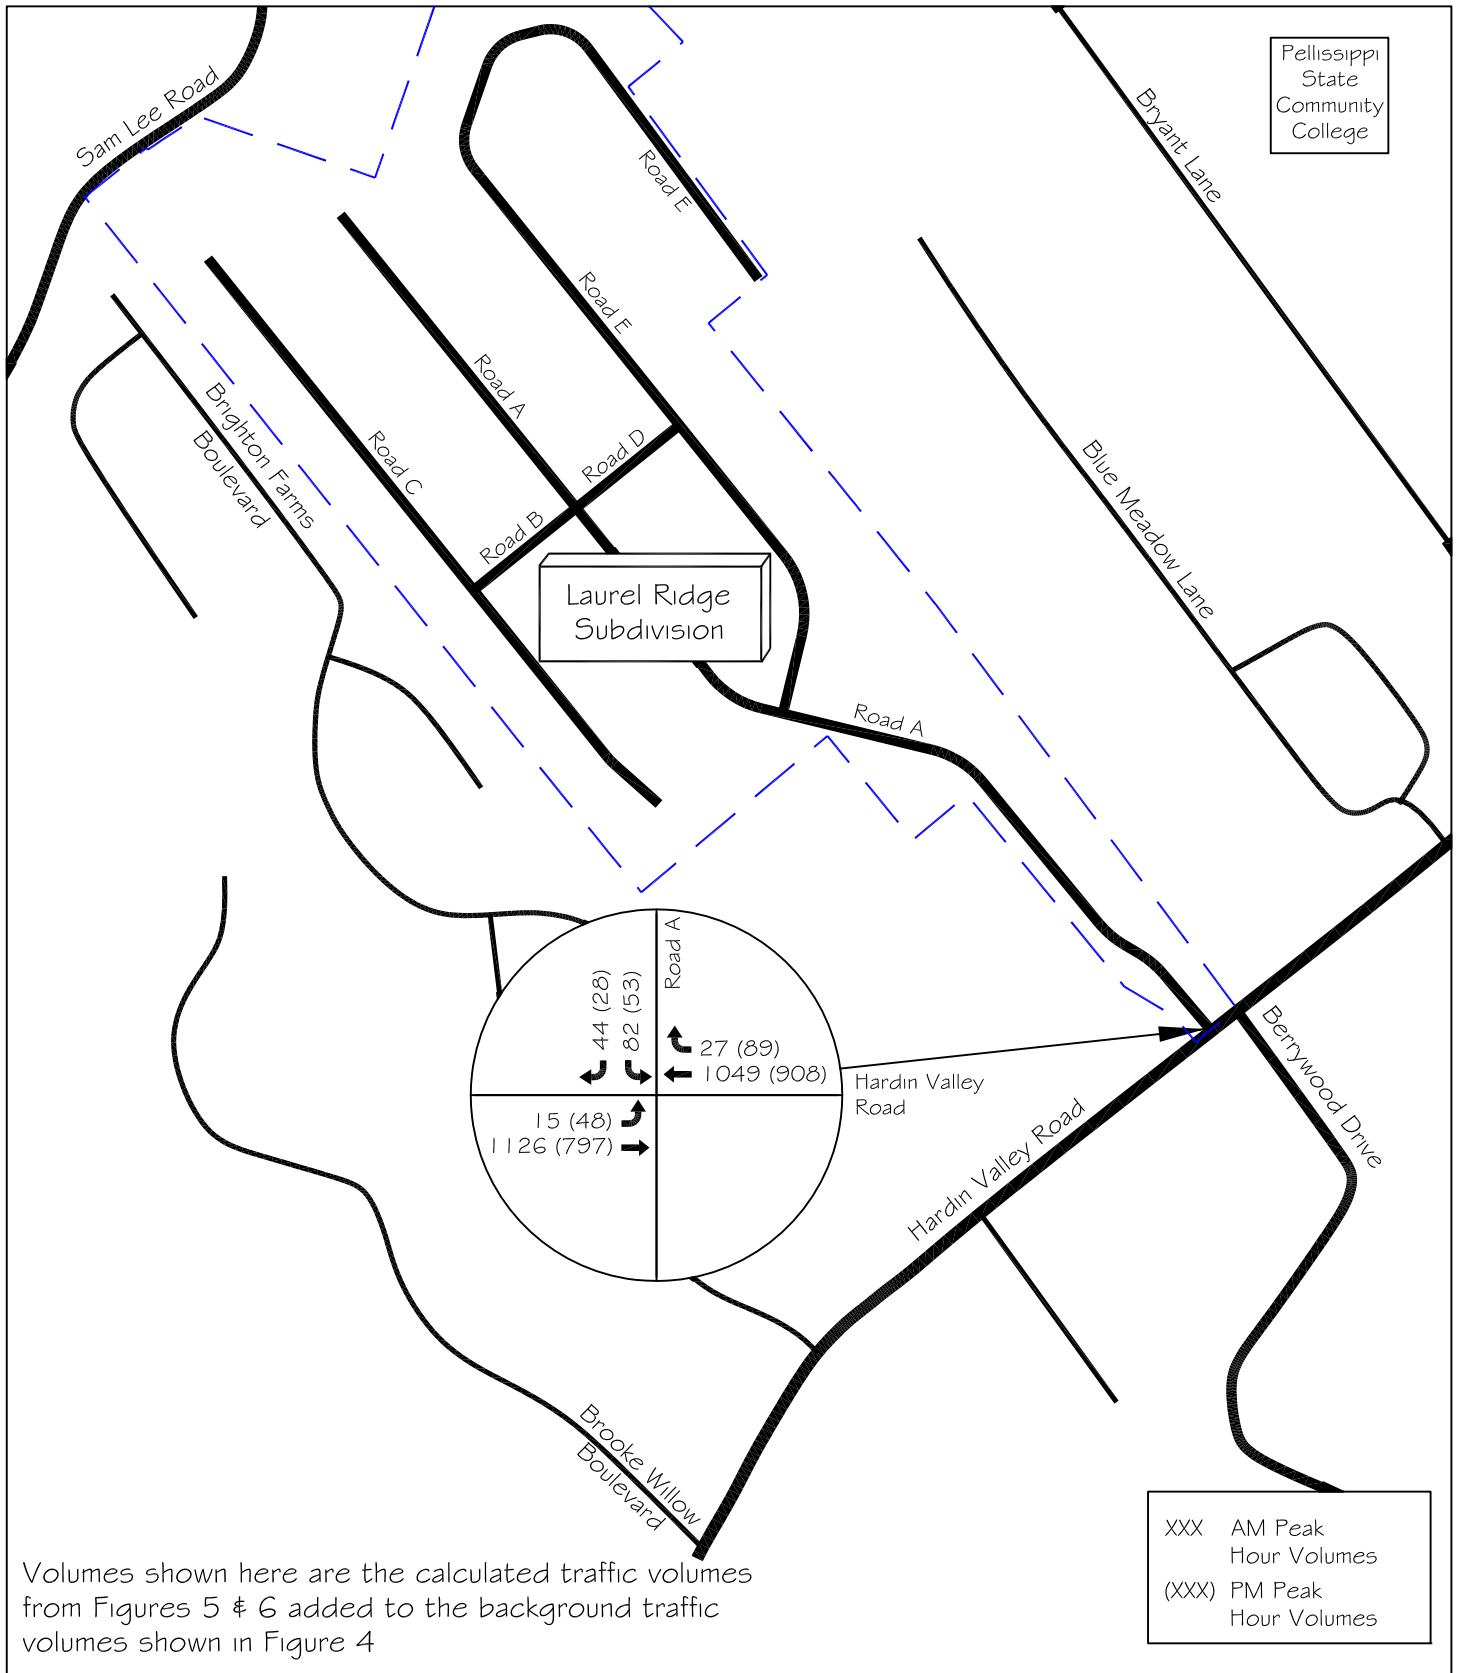 Pellissippi
State
Community
College
Sam Lee Road
Bryant Lane
Road E
Road E
Road A
Brighton Farms
Boulevard
Road C
Road D
Road B
Blue Meadow Lane
Laurel Ridge
Subdivision
Road A
Road A
44 (28)
82 (53)
27 (89)
1049 (908)
15 (48)
1126 (797)
Hardin Valley
Road
Berrywood Drive
Hardin Valley Road
Brooke Willow
Boulevard
XXX AM Peak
Hour Volumes
(XXX) PM Peak
Hour Volumes
Volumes shown here are the calculated traffic volumes
from Figures 5 & 6 added to the background traffic
volumes shown in Figure 4